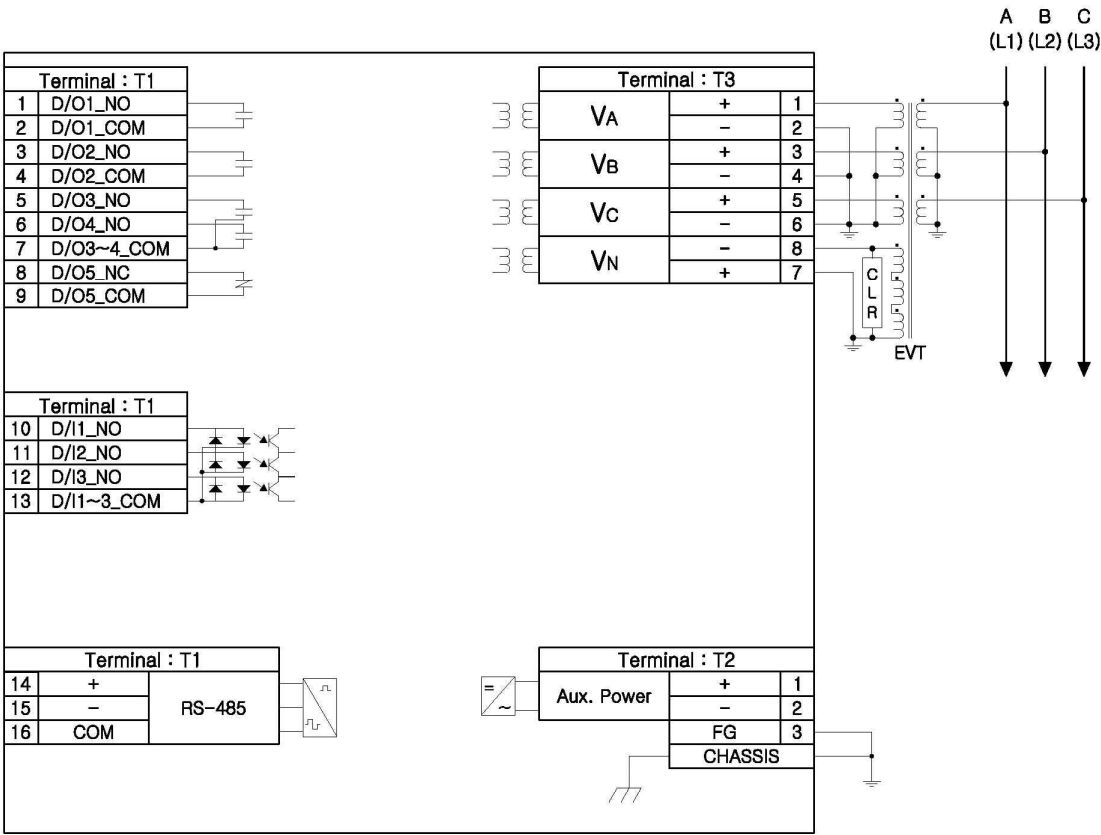 A B C
(L1) (L2) (L3)
Terminal : T1
1 D/O1_NO
2 D/O1_COM
3 D/O2_NO
4 D/O2_COM
5 D/O3_NO
6 D/O4_NO
7 D/O3~4_COM
8 D/O5_NC
9 D/O5_COM
Terminal : T3
VA + 1
− 2
VB + 3
− 4
VC + 5
− 6
VN − 8
+ 7
C
L
R
EVT
Terminal : T1
10 D/I1_NO
11 D/I2_NO
12 D/I3_NO
13 D/I1~3_COM
Terminal : T1
14 +
15 − RS-485
16 COM
Terminal : T2
Aux. Power + 1
− 2
FG 3
CHASSIS